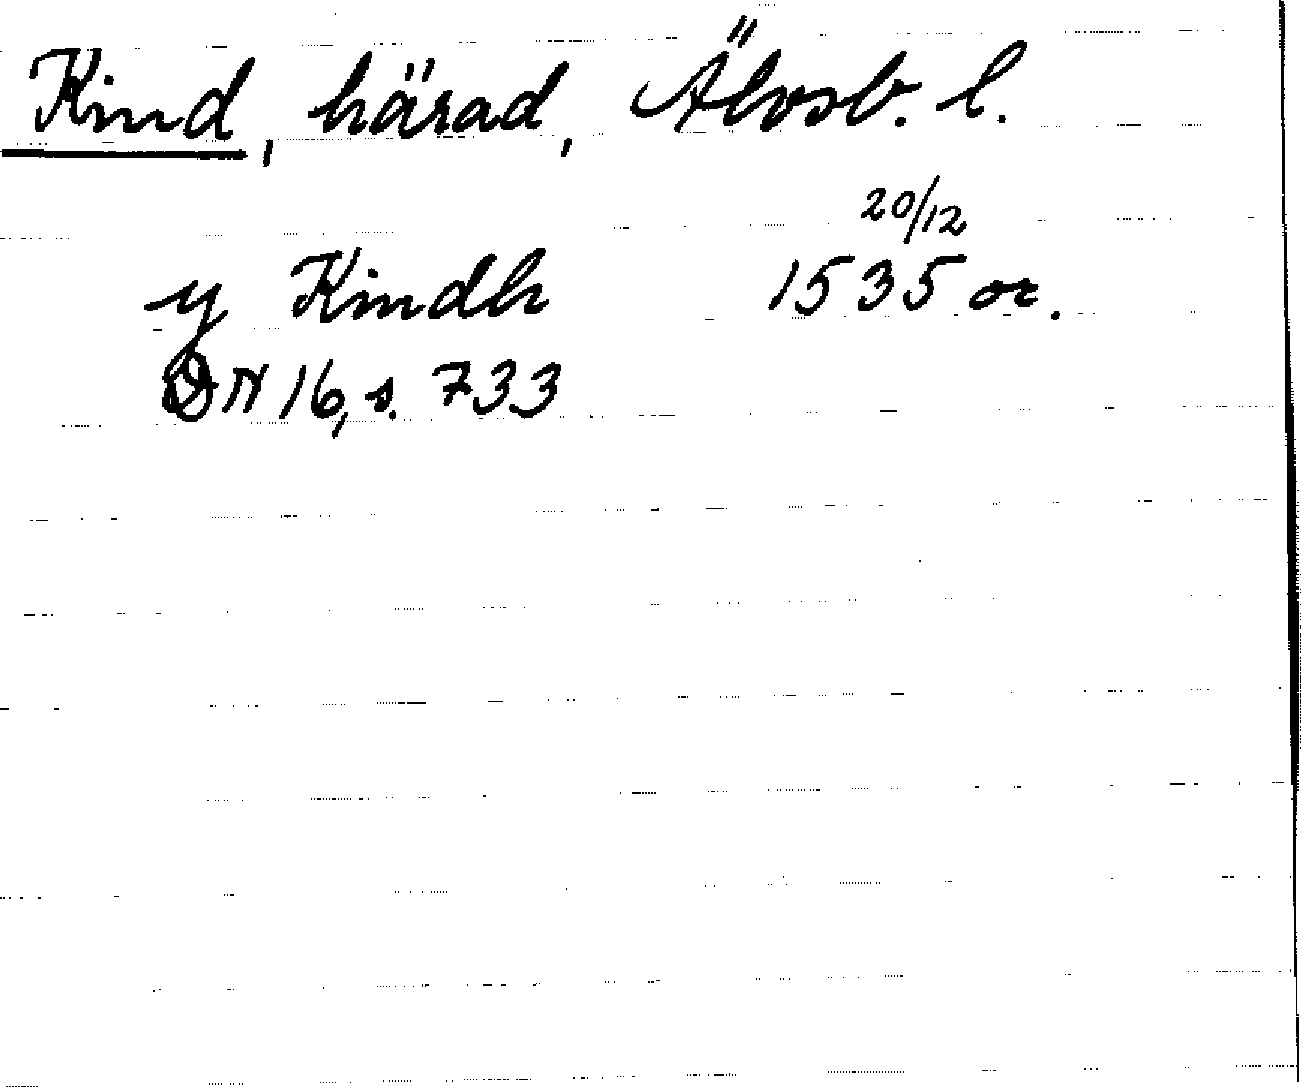 Kind, härad, Älvsb. l.
20/12
y Kindh 1535 or.
DN 16, s. 733